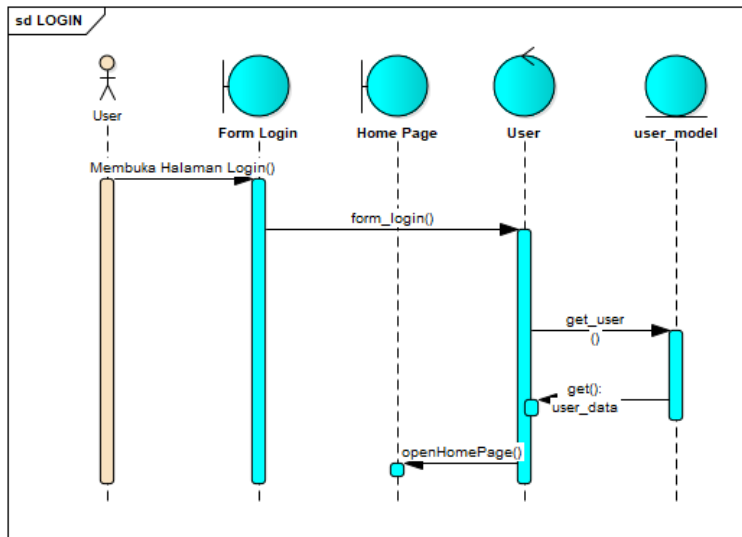 sd LOGIN
User
Form Login
Home Page
User
user_model
Membuka Halaman Login()
form_login()
get_user
()
get():
user_data
openHomePage()